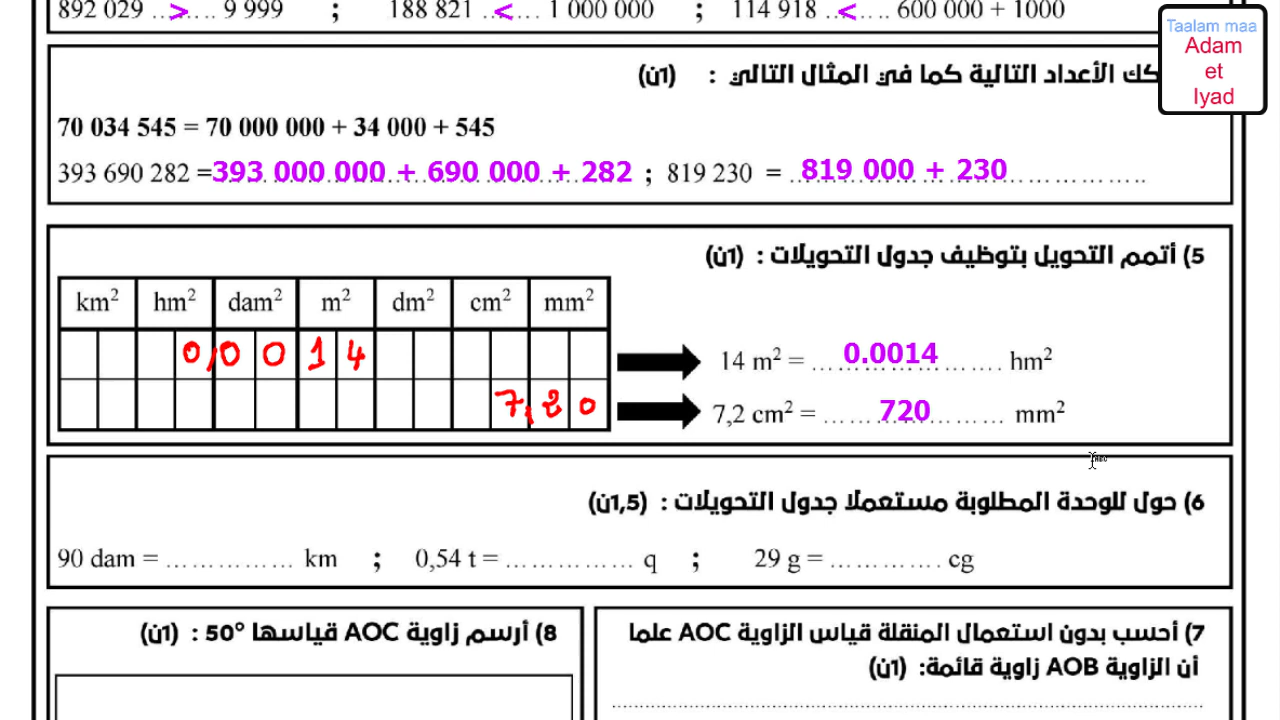 892 029 ...>..... 9 999 ; 188 821 ..<.... 1 000 000 ; 114 918 ..<.... 600 000 + 1000
Taalam maa
Adam
et
Iyad
كك الأعداد التالية كما في المثال التالي : (1ن)
70 034 545 = 70 000 000 + 34 000 + 545
393 690 282 =393 000 000 + 690 000 + 282 ; 819 230 = 819 000 + 230
5) أتمم التحويل بتوظيف جدول التحويلات : (1ن)
km² hm² dam² m² dm² cm² mm²
0,0 0 1 4
14 m² = ... 0.0014 ... hm²
7,2 0
7,2 cm² = ... 720 ... mm²
6) حول للوحدة المطلوبة مستعملا جدول التحويلات : (1,5ن)
90 dam = .............. km ; 0,54 t = .............. q ; 29 g = ............ cg
7) أحسب بدون استعمال المنقلة قياس الزاوية AOC علما
أن الزاوية AOB زاوية قائمة: (1ن)
8) أرسم زاوية AOC قياسها 50° : (1ن)